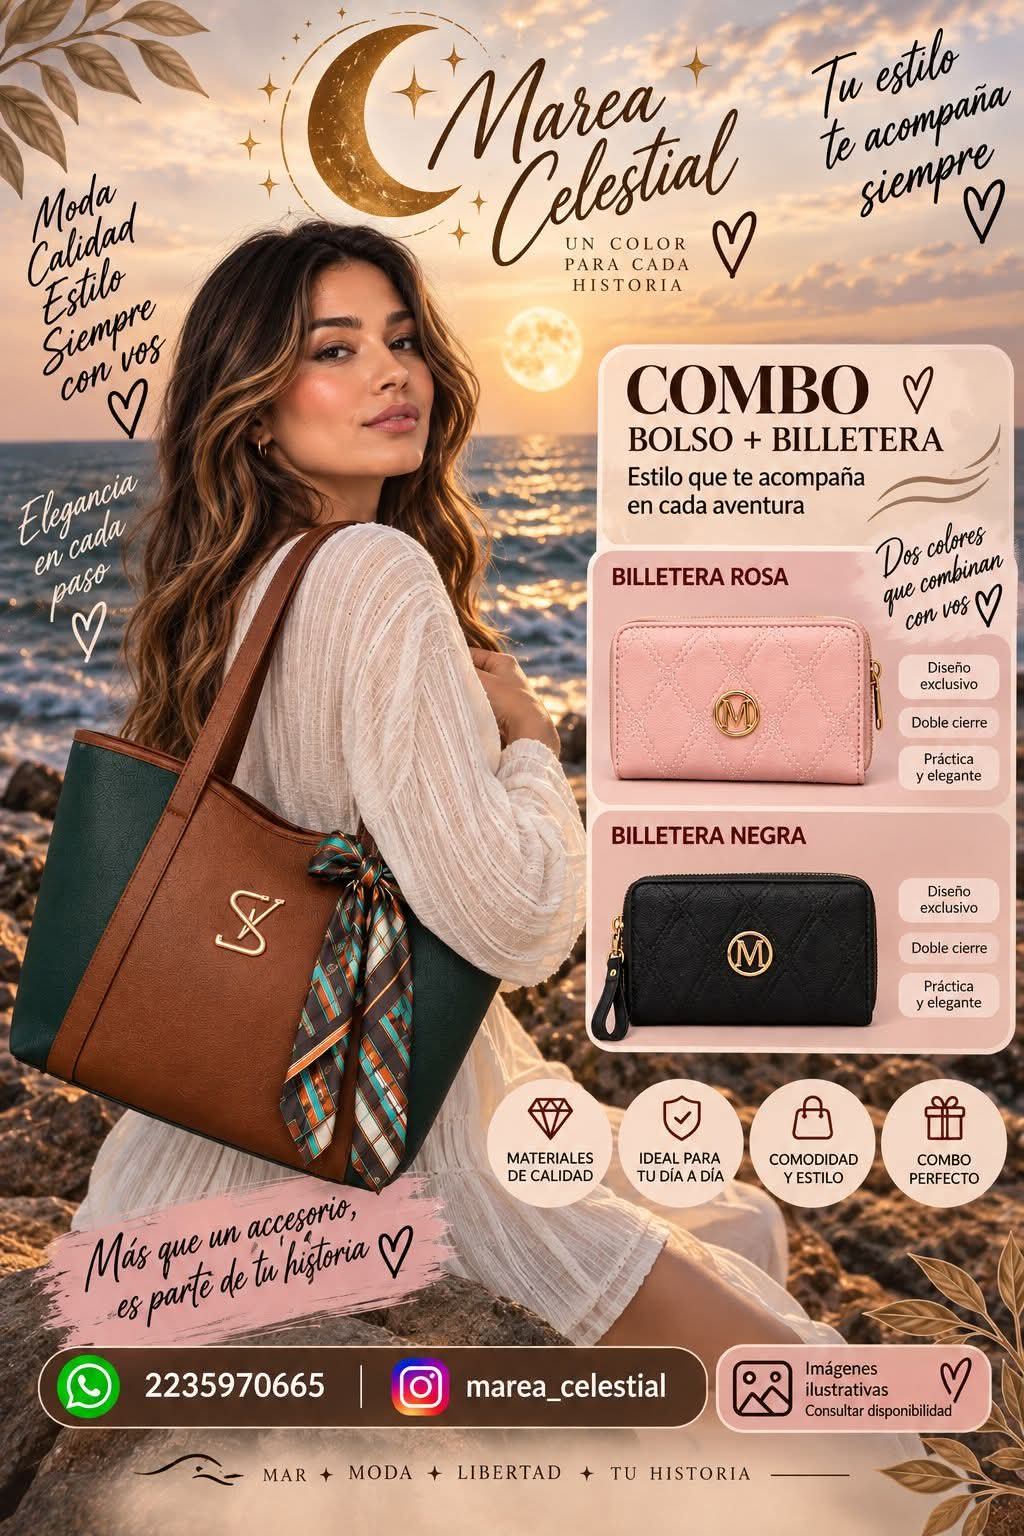 Marea
Celestial
UN COLOR
PARA CADA
HISTORIA
Tu estilo
te acompaña
siempre
Moda
Calidad
Estilo
Siempre
con vos
Elegancia
en cada
paso
COMBO
BOLSO + BILLETERA
Estilo que te acompaña
en cada aventura
Dos colores
que combinan
con vos
BILLETERA ROSA
M
Diseño
exclusivo
Doble cierre
Práctica
y elegante
BILLETERA NEGRA
M
Diseño
exclusivo
Doble cierre
Práctica
y elegante
MATERIALES
DE CALIDAD
IDEAL PARA
TU DÍA A DÍA
COMODIDAD
Y ESTILO
COMBO
PERFECTO
Más que un accesorio,
es parte de tu historia
2235970665
marea_celestial
Imágenes
ilustrativas
Consultar disponibilidad
MAR ✦ MODA ✦ LIBERTAD ✦ TU HISTORIA